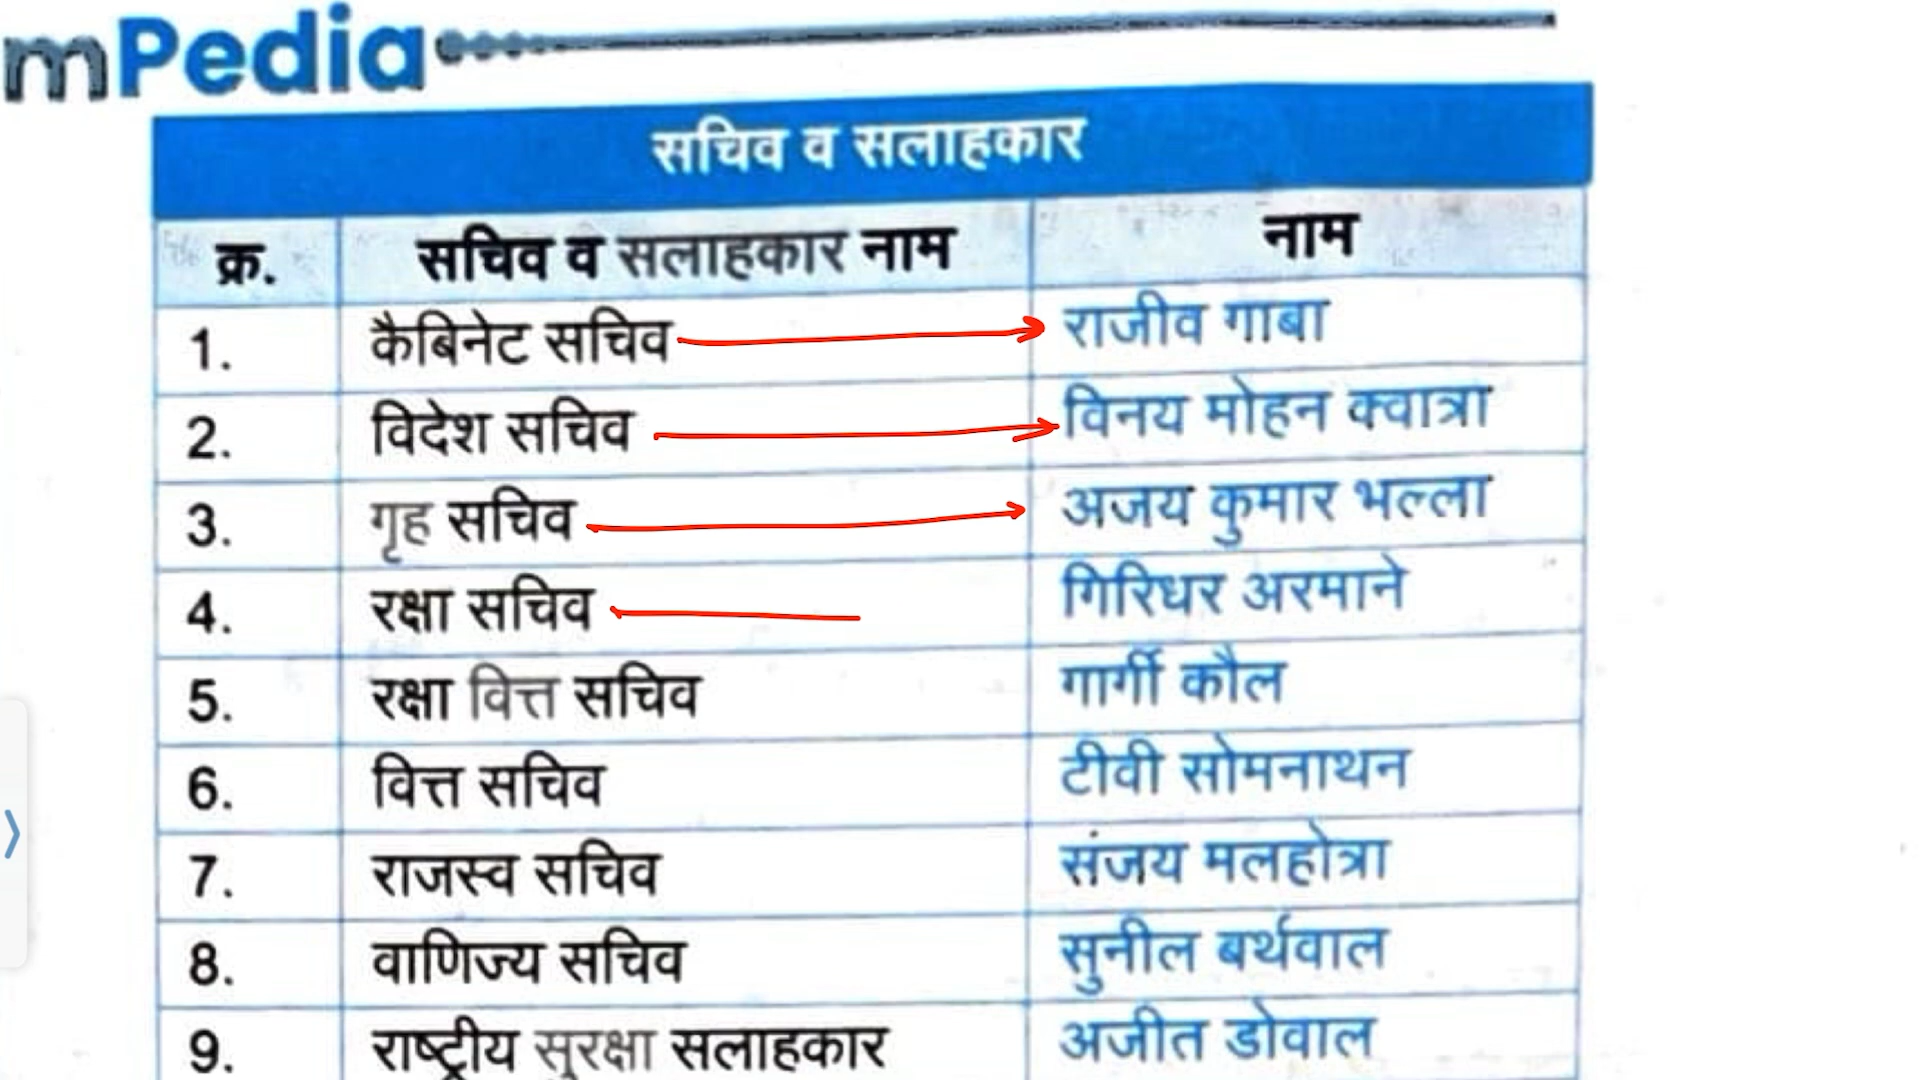 mPedia
सचिव व सलाहकार
क्र. सचिव व सलाहकार नाम नाम
1. कैबिनेट सचिव राजीव गाबा
2. विदेश सचिव विनय मोहन क्वात्रा
3. गृह सचिव अजय कुमार भल्ला
4. रक्षा सचिव गिरिधर अरमाने
5. रक्षा वित्त सचिव गार्गी कौल
6. वित्त सचिव टीवी सोमनाथन
7. राजस्व सचिव संजय मलहोत्रा
8. वाणिज्य सचिव सुनील बर्थवाल
9. राष्ट्रीय सुरक्षा सलाहकार अजीत डोवाल